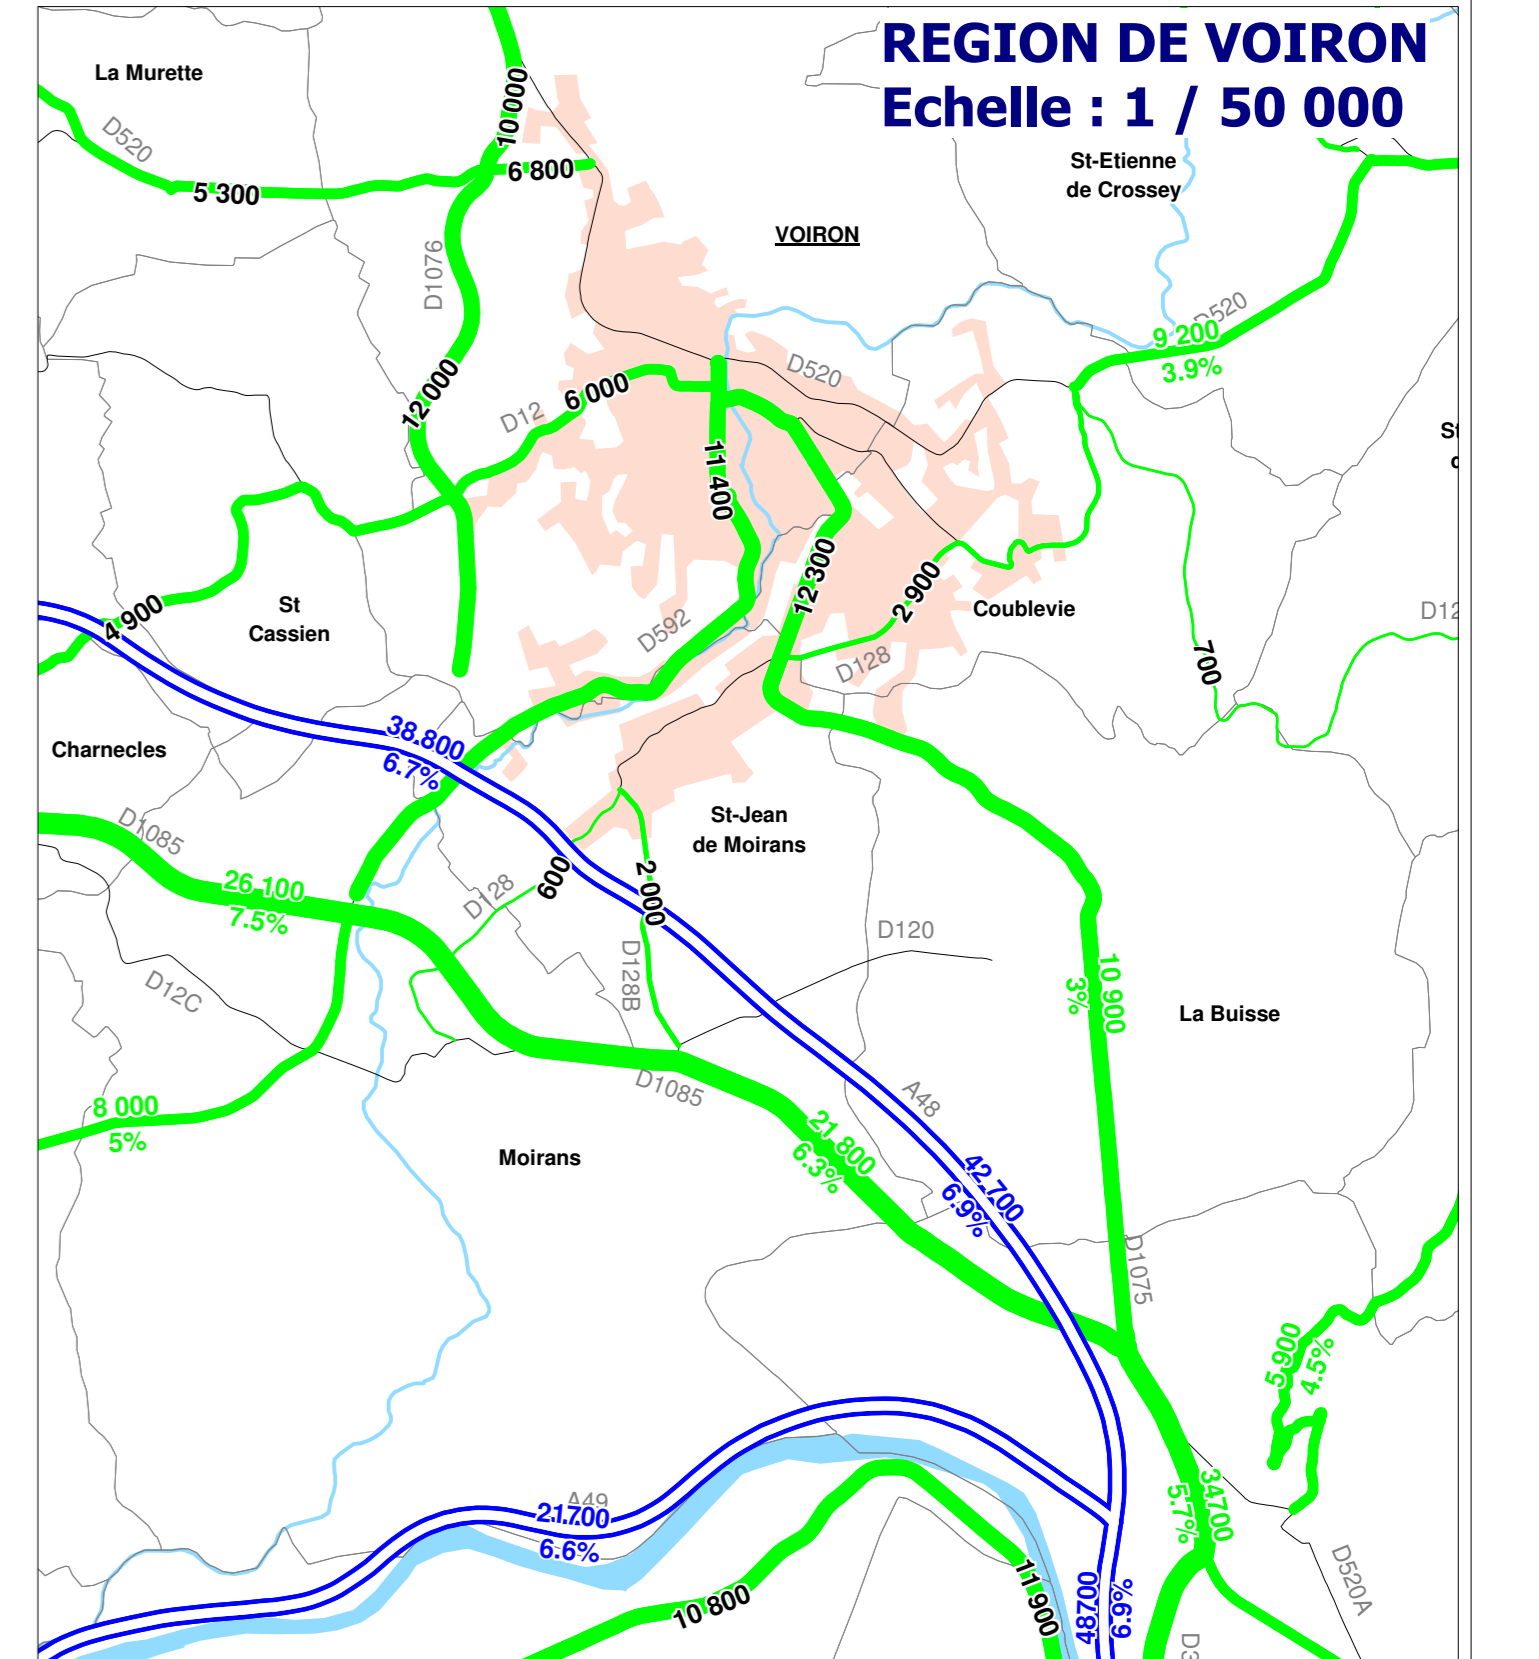 REGION DE VOIRON
Echelle : 1 / 50 000
La Murette
D520
10 000
6 800
5 300
St-Etienne
de Crossey
VOIRON
D1076
D520
9 200
3.9%
D520
12 000
D12
6 000
11 400
12 300
2 900
Coublevie
D12
4 900
St
Cassien
D592
D128
700
Charnecles
38.800
6.7%
D1085
26 100
7.5%
St-Jean
de Moirans
600
2 000
D128
D128B
D120
D12C
10 900
3%
La Buisse
8 000
5%
D1085
A48
Moirans
21 800
6.3%
42.700
6.9%
D1075
5 900
4.5%
A49
21.700
6.6%
34700
5.7%
10 800
11 900
48700
6.9%
D520A
St